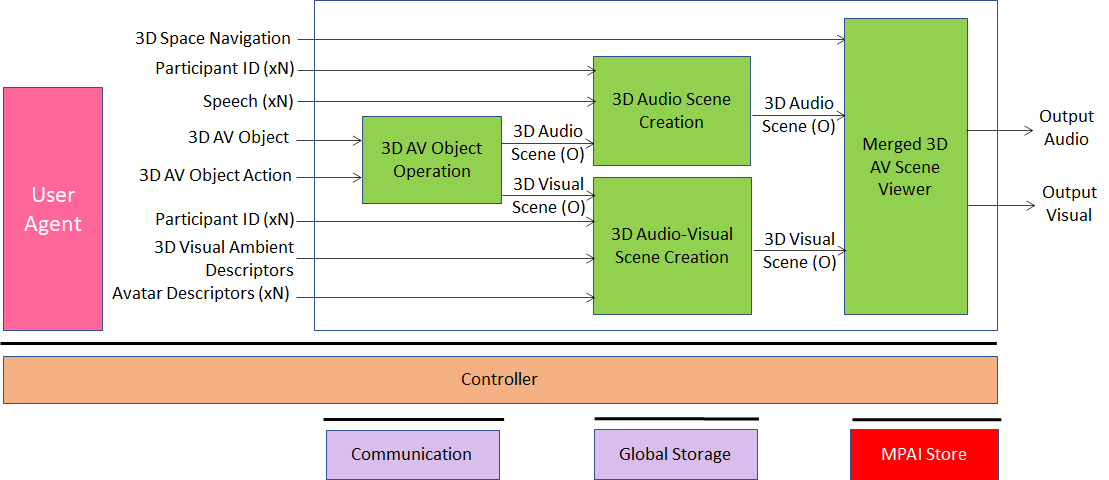 3D Space Navigation
Participant ID (xN)
Speech (xN)
3D AV Object
3D AV Object Action
Participant ID (xN)
3D Visual Ambient
Descriptors
Avatar Descriptors (xN)
User
Agent
3D AV Object
Operation
3D Audio
Scene (O)
3D Visual
Scene (O)
3D Audio Scene
Creation
3D Audio-Visual
Scene Creation
3D Audio
Scene (O)
3D Visual
Scene (O)
Merged 3D
AV Scene
Viewer
Output
Audio
Output
Visual
Controller
Communication
Global Storage
MPAI Store